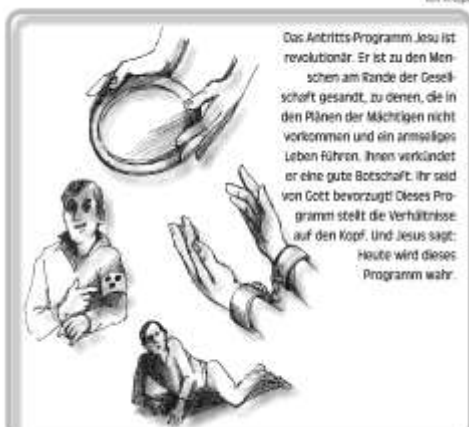 Das Antritts-Programm Jesu ist
revolutionär. Er ist zu den Men-
schen am Rande der Gesell-
schaft gesandt, zu denen, die in
den Plänen der Mächtigen nicht
vorkommen und ein armseliges
Leben führen. Ihnen verkündet
er eine gute Botschaft. Ihr seid
von Gott bevorzugt! Dieses Pro-
gramm stellt die Verhältnisse
auf den Kopf. Und Jesus sagt:
Heute wird dieses
Programm wahr.